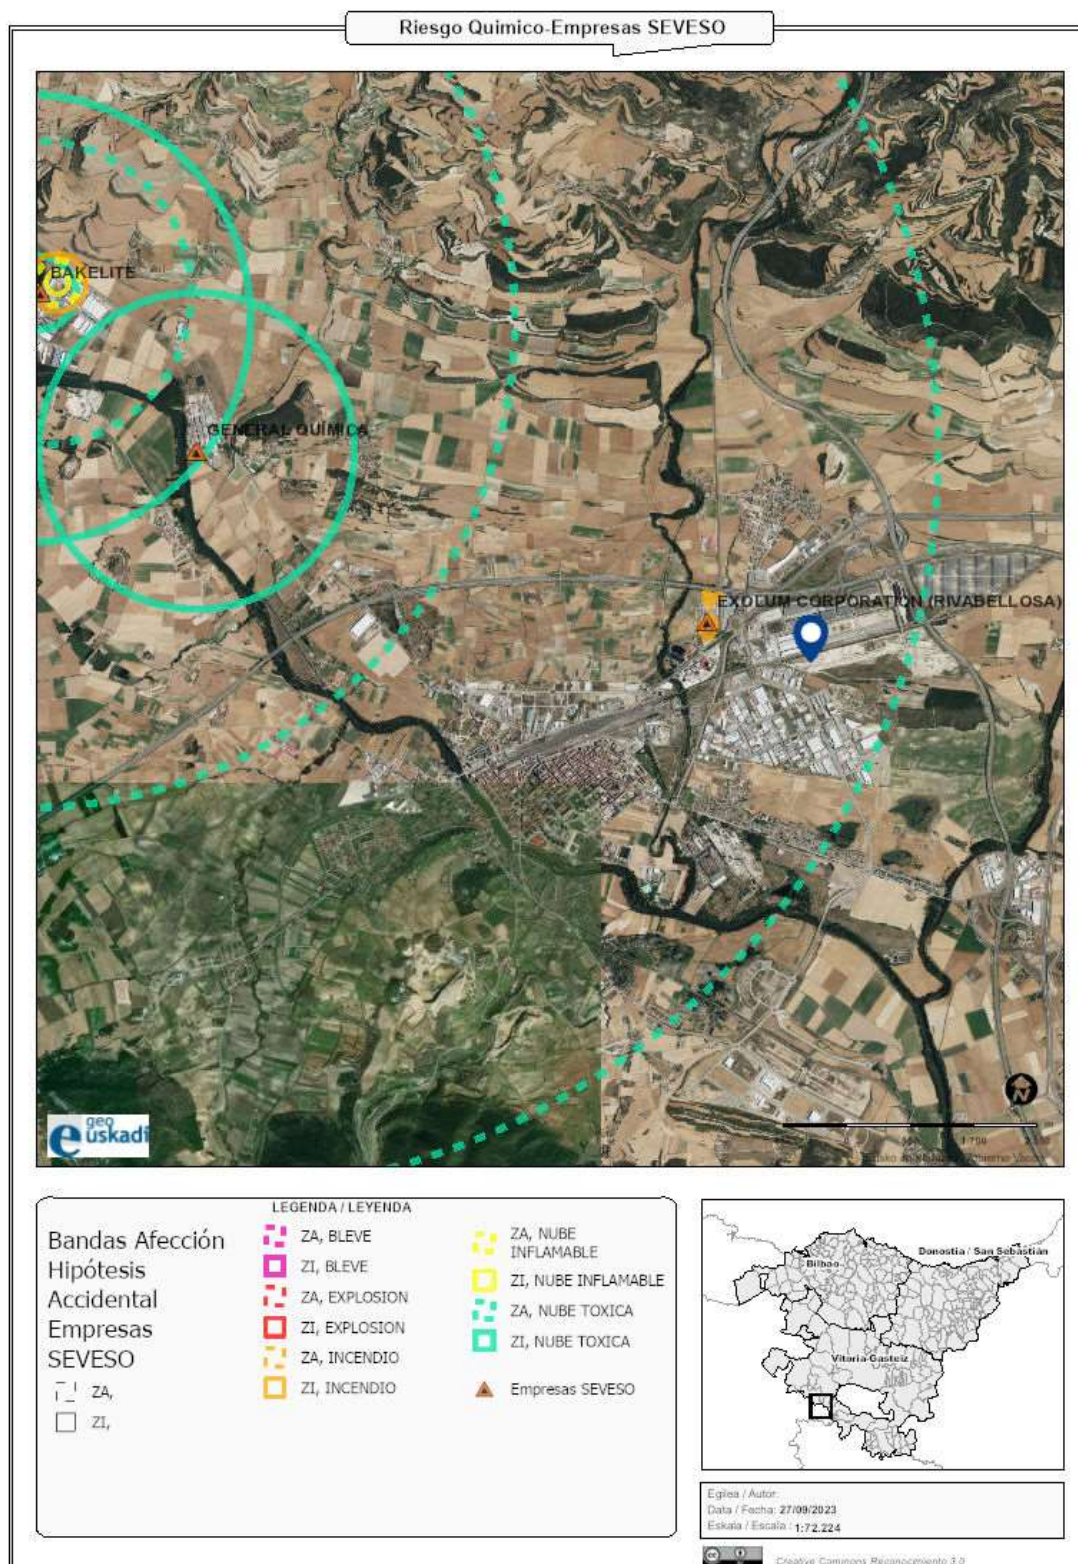 Riesgo Quimico-Empresas SEVESO
BAKELITE
GENERAL QUÍMICA
EXOLUM CORPORATION (RIVABELLOSA)
geo
euskadi
N
LEGENDA / LEYENDA
Bandas Afección
Hipótesis
Accidental
Empresas
SEVESO
ZA,
ZI,
ZA, BLEVE
ZI, BLEVE
ZA, EXPLOSION
ZI, EXPLOSION
ZA, INCENDIO
ZI, INCENDIO
ZA, NUBE
INFLAMABLE
ZI, NUBE INFLAMABLE
ZA, NUBE TOXICA
ZI, NUBE TOXICA
Empresas SEVESO
Donostia / San Sebastián
Bilbao
Vitoria-Gasteiz
Egilea / Autor:
Data / Fecha: 27/09/2023
Eskala / Escala : 1:72.224
cc
Creative Commons Reconocimiento 3.0